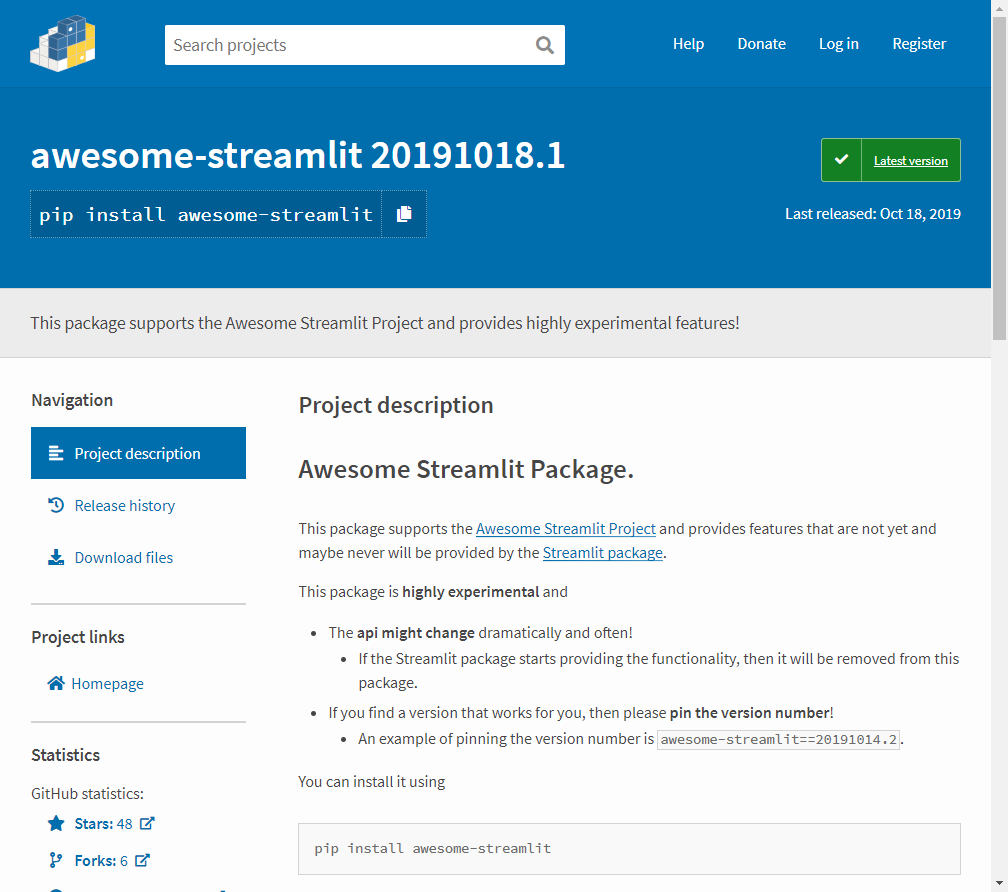 Search projects
Help
Donate
Log in
Register
awesome-streamlit 20191018.1
pip install awesome-streamlit
Latest version
Last released: Oct 18, 2019
This package supports the Awesome Streamlit Project and provides highly experimental features!
Navigation
Project description
Release history
Download files
Project links
Homepage
Statistics
GitHub statistics:
Stars: 48
Forks: 6
Project description
Awesome Streamlit Package.
This package supports the Awesome Streamlit Project and provides features that are not yet and
maybe never will be provided by the Streamlit package.
This package is highly experimental and
• The api might change dramatically and often!
• If the Streamlit package starts providing the functionality, then it will be removed from this
package.
• If you find a version that works for you, then please pin the version number!
• An example of pinning the version number is awesome-streamlit==20191014.2.
You can install it using
pip install awesome-streamlit